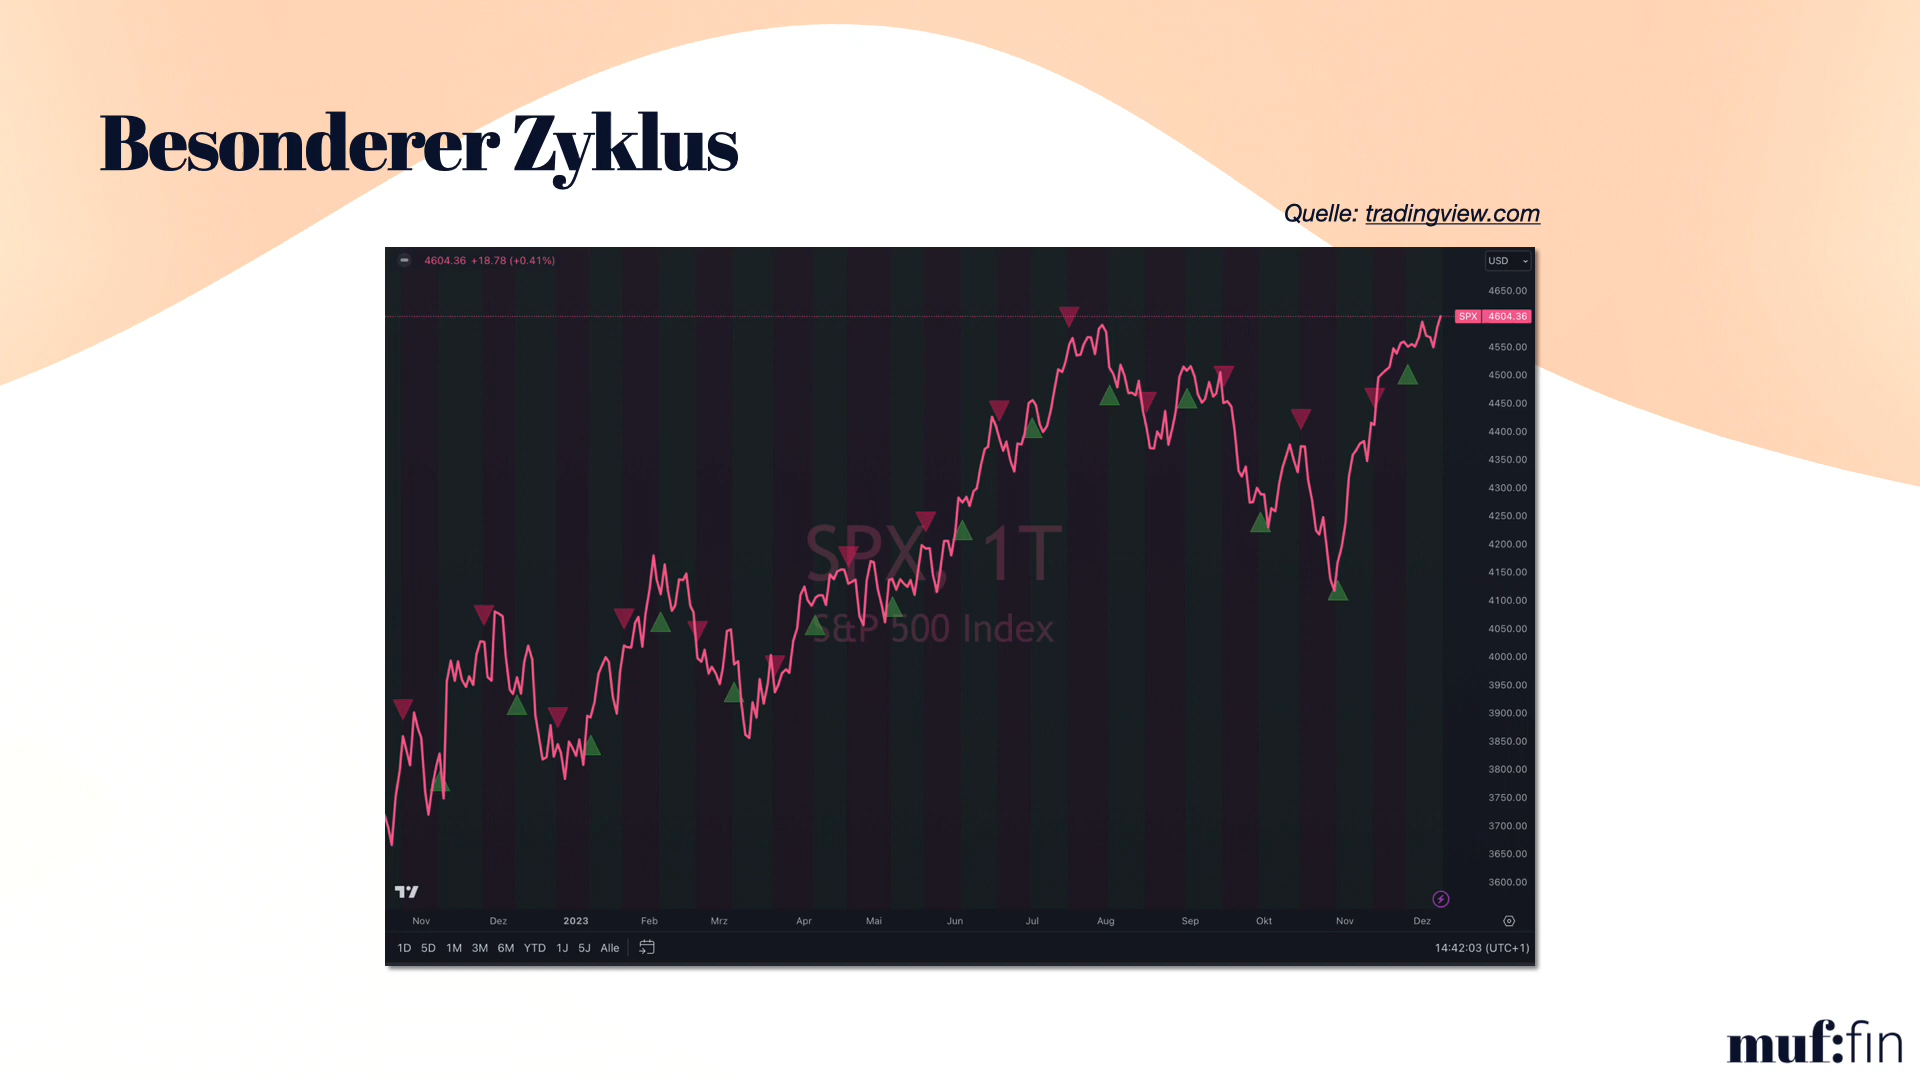 Besonderer Zyklus
Quelle: tradingview.com
4604.36 +18.78 (+0.41%)
USD
4650.00
SPX 4604.36
4550.00
4500.00
4450.00
4400.00
4350.00
4300.00
4250.00
4200.00
4150.00
4100.00
4050.00
4000.00
3950.00
3900.00
3850.00
3800.00
3750.00
3700.00
3650.00
3600.00
SPX, 1T
S&P 500 Index
Nov Dez 2023 Feb Mrz Apr Mai Jun Jul Aug Sep Okt Nov Dez
1D 5D 1M 3M 6M YTD 1J 5J Alle
14:42:03 (UTC+1)
muf:fin